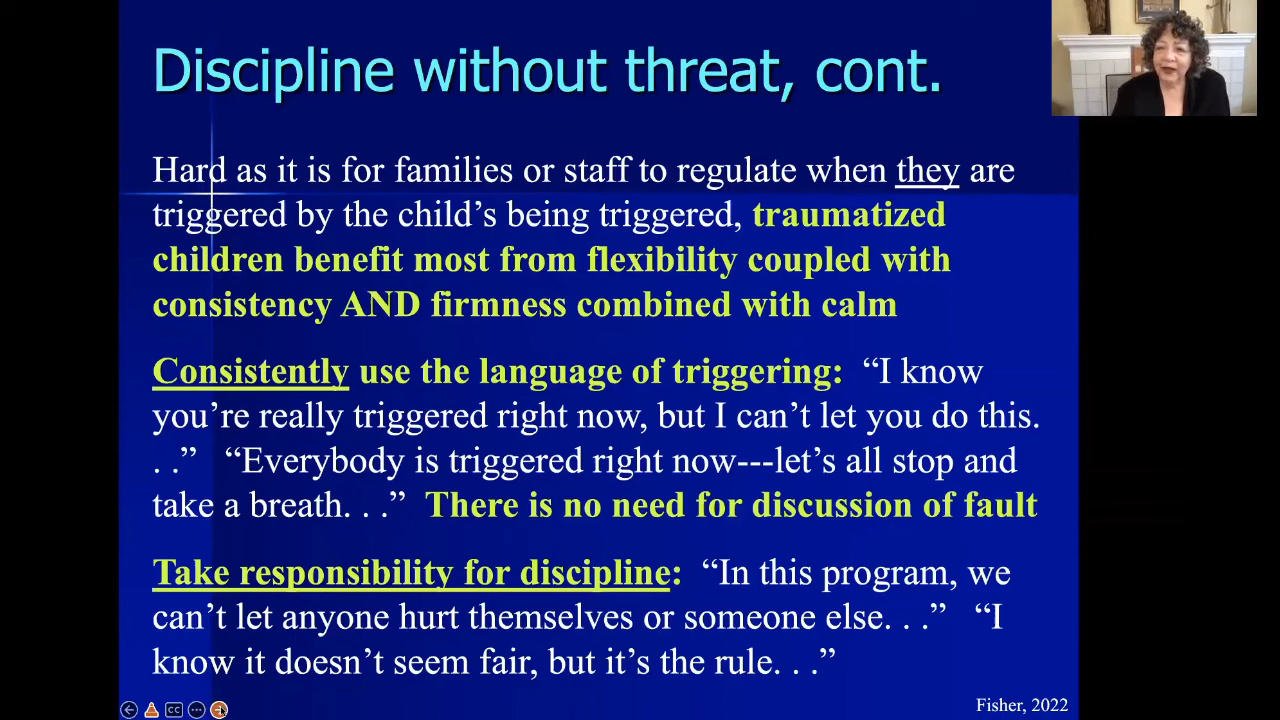 Discipline without threat, cont.
Hard as it is for families or staff to regulate when they are
triggered by the child’s being triggered, traumatized
children benefit most from flexibility coupled with
consistency AND firmness combined with calm
Consistently use the language of triggering: “I know
you’re really triggered right now, but I can’t let you do this.
. .” “Everybody is triggered right now---let’s all stop and
take a breath. . .” There is no need for discussion of fault
Take responsibility for discipline: “In this program, we
can’t let anyone hurt themselves or someone else. . .” “I
know it doesn’t seem fair, but it’s the rule. . .”
Fisher, 2022
CC